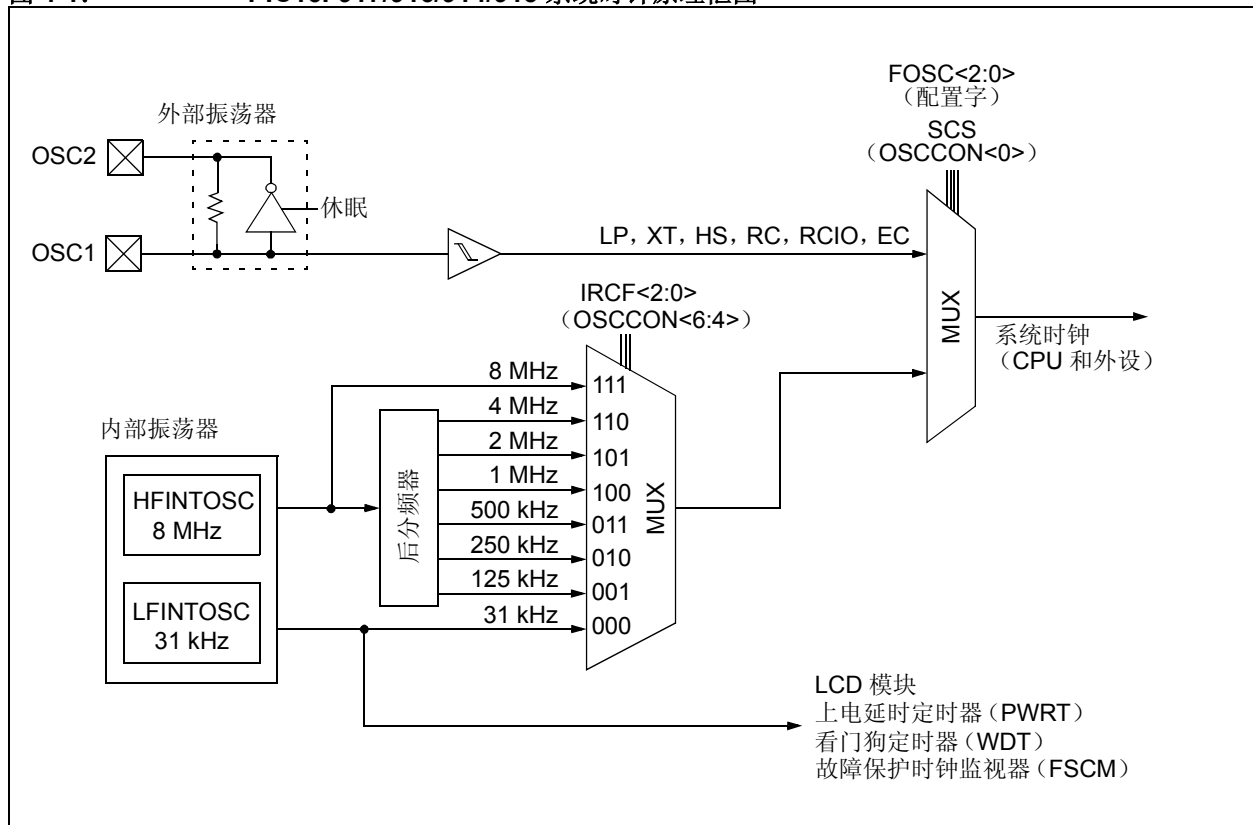 FOSC<2:0>
（配置字）
SCS
（OSCCON<0>）
外部振荡器
OSC2
休眠
OSC1
LP，XT，HS，RC，RCIO，EC
MUX
系统时钟
（CPU 和外设）
IRCF<2:0>
（OSCCON<6:4>）
内部振荡器
HFINTOSC
8 MHz
LFINTOSC
31 kHz
后分频器
8 MHz
111
4 MHz
110
2 MHz
101
1 MHz
100
500 kHz
011
250 kHz
010
125 kHz
001
31 kHz
000
MUX
LCD 模块
上电延时定时器（PWRT）
看门狗定时器（WDT）
故障保护时钟监视器（FSCM）